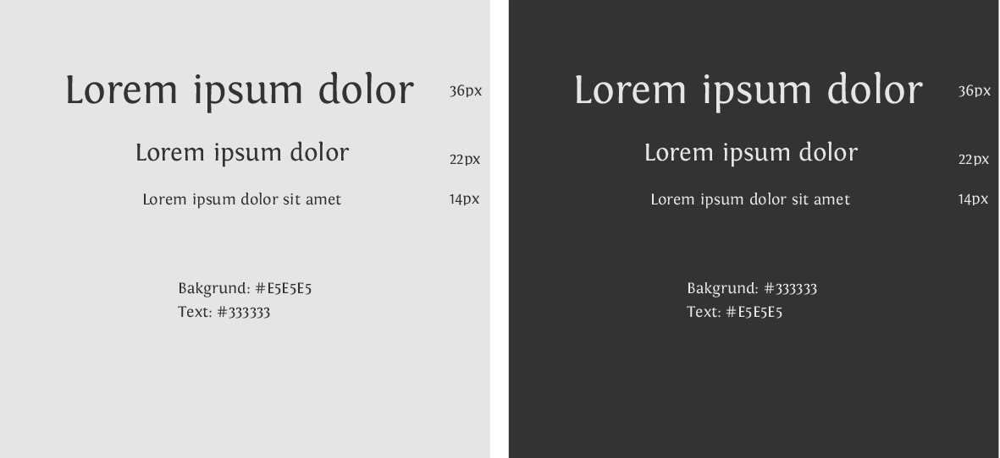 Lorem ipsum dolor 36px
Lorem ipsum dolor 22px
Lorem ipsum dolor sit amet 14px
Bakgrund: #E5E5E5
Text: #333333
Lorem ipsum dolor 36px
Lorem ipsum dolor 22px
Lorem ipsum dolor sit amet 14px
Bakgrund: #333333
Text: #E5E5E5